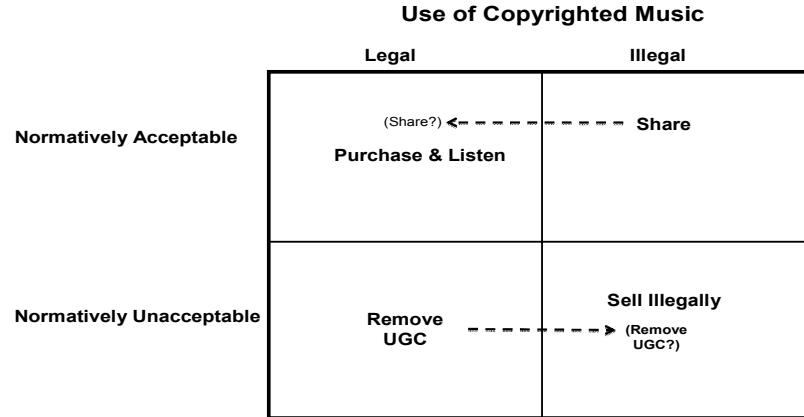 Use of Copyrighted Music
Legal Illegal
Normatively Acceptable
(Share?) Share
Purchase & Listen
Normatively Unacceptable
Remove
UGC
Sell Illegally
(Remove
UGC?)